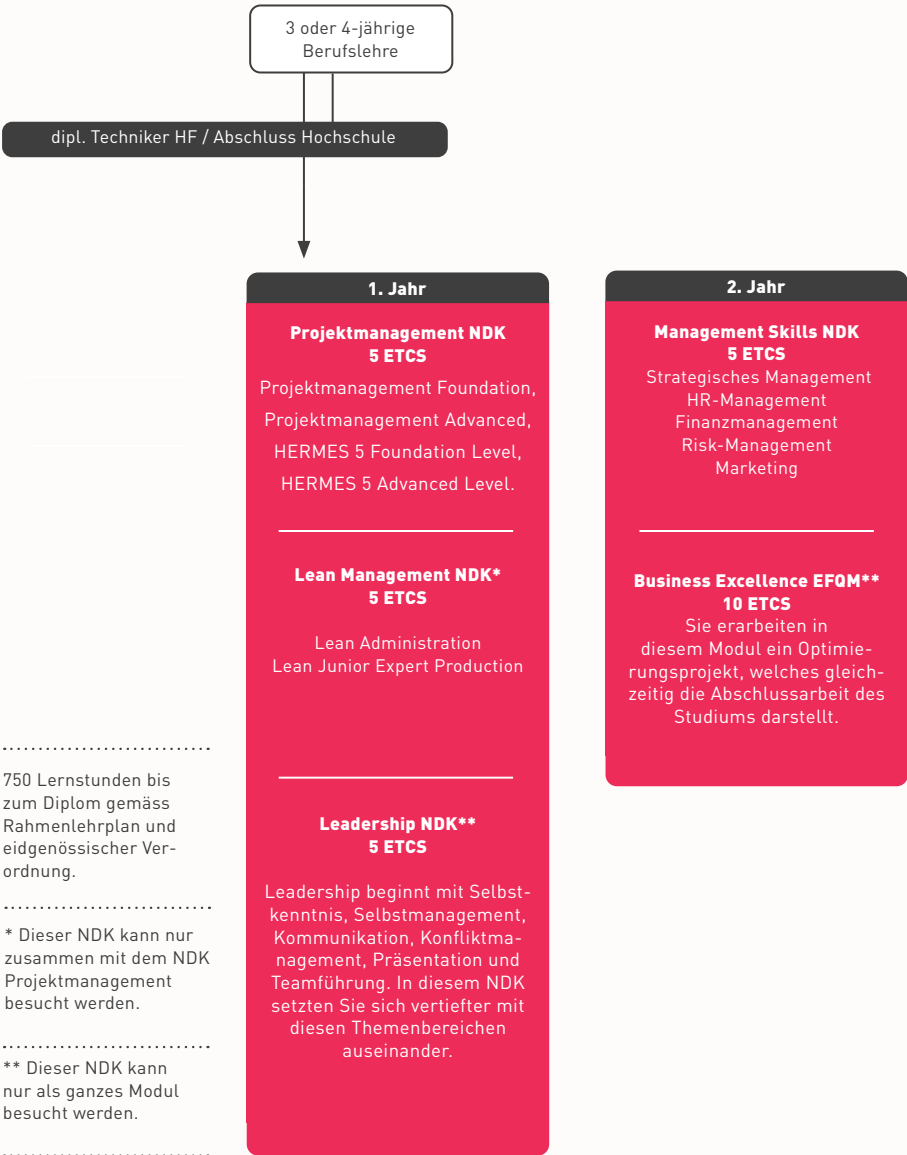 3 oder 4-jährige
Berufslehre
dipl. Techniker HF / Abschluss Hochschule
1. Jahr
Projektmanagement NDK
5 ETCS
Projektmanagement Foundation,
Projektmanagement Advanced,
HERMES 5 Foundation Level,
HERMES 5 Advanced Level.
Lean Management NDK*
5 ETCS
Lean Administration
Lean Junior Expert Production
Leadership NDK**
5 ETCS
Leadership beginnt mit Selbst-
kenntnis, Selbstmanagement,
Kommunikation, Konfliktma-
nagement, Präsentation und
Teamführung. In diesem NDK
setzten Sie sich vertiefter mit
diesen Themenbereichen
auseinander.
2. Jahr
Management Skills NDK
5 ETCS
Strategisches Management
HR-Management
Finanzmanagement
Risk-Management
Marketing
Business Excellence EFQM**
10 ETCS
Sie erarbeiten in
diesem Modul ein Optimie-
rungsprojekt, welches gleich-
zeitig die Abschlussarbeit des
Studiums darstellt.
750 Lernstunden bis
zum Diplom gemäss
Rahmenlehrplan und
eidgenössischer Ver-
ordnung.
* Dieser NDK kann nur
zusammen mit dem NDK
Projektmanagement
besucht werden.
** Dieser NDK kann
nur als ganzes Modul
besucht werden.